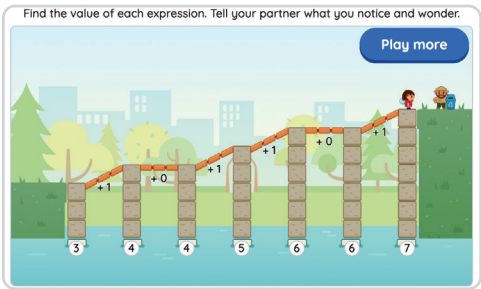 Find the value of each expression. Tell your partner what you notice and wonder.
Play more
+ 1
+ 0
+ 1
+ 1
+ 0
+ 1
3 4 4 5 6 6 7